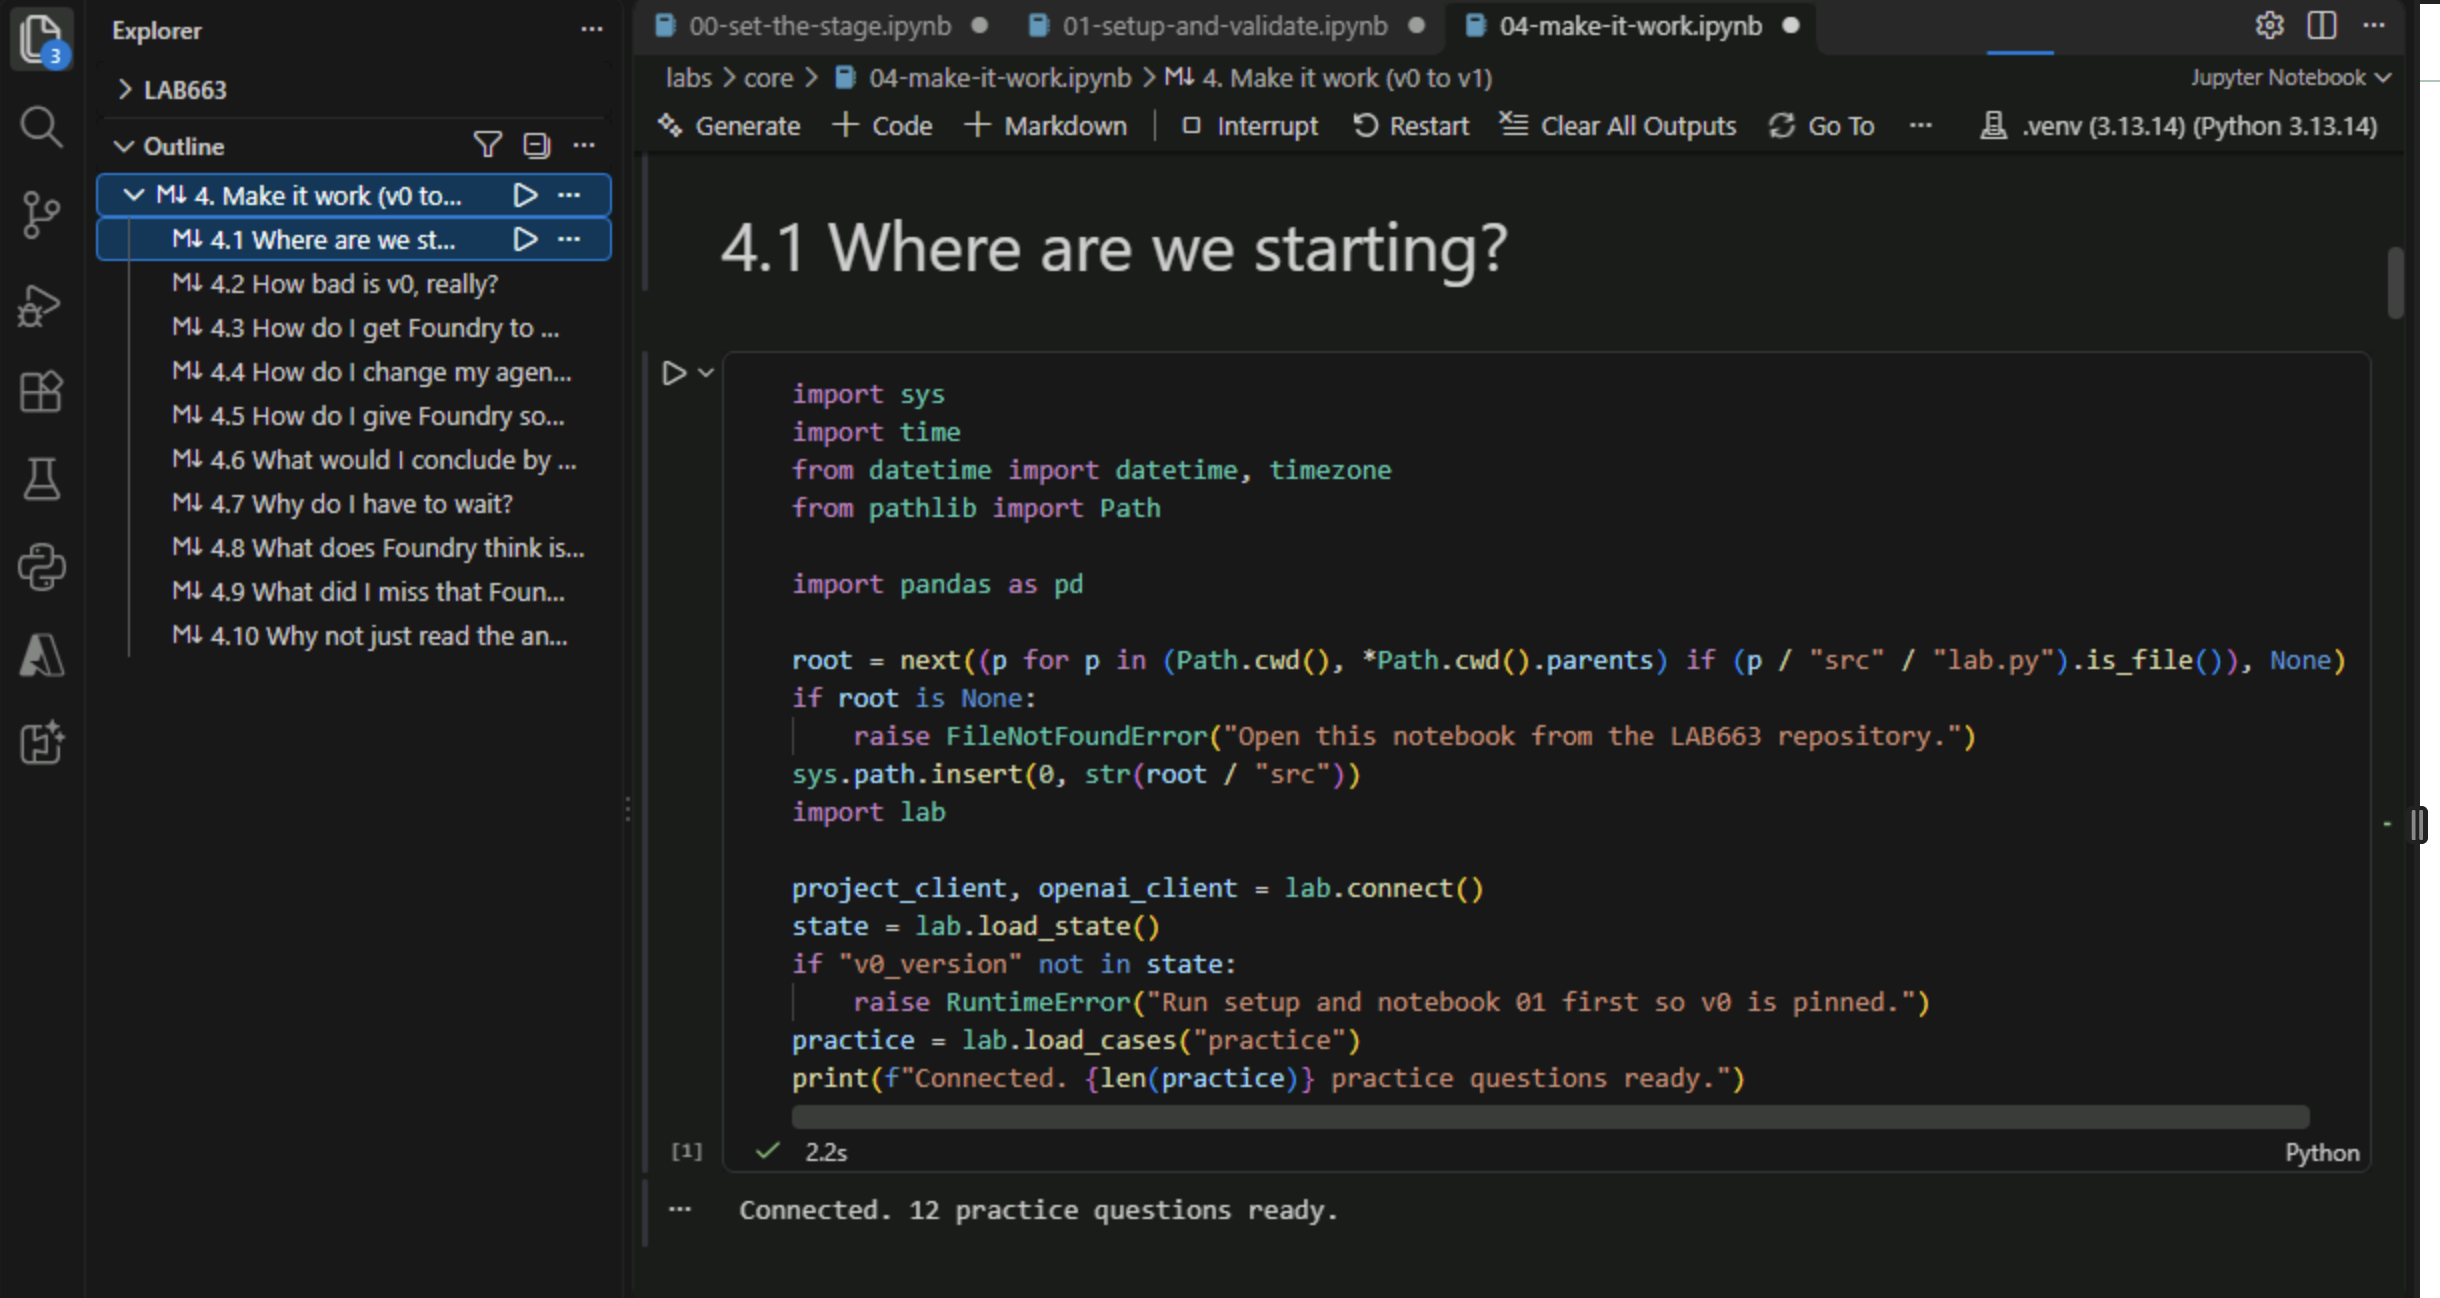 3
Explorer
LAB663
Outline
M↓ 4. Make it work (v0 to...
M↓ 4.1 Where are we st...
M↓ 4.2 How bad is v0, really?
M↓ 4.3 How do I get Foundry to ...
M↓ 4.4 How do I change my agen...
M↓ 4.5 How do I give Foundry so...
M↓ 4.6 What would I conclude by ...
M↓ 4.7 Why do I have to wait?
M↓ 4.8 What does Foundry think is...
M↓ 4.9 What did I miss that Foun...
M↓ 4.10 Why not just read the an...
00-set-the-stage.ipynb
01-setup-and-validate.ipynb
04-make-it-work.ipynb
labs > core > 04-make-it-work.ipynb > M↓ 4. Make it work (v0 to v1)
Jupyter Notebook
Generate + Code + Markdown | Interrupt Restart Clear All Outputs Go To ... .venv (3.13.14) (Python 3.13.14)
4.1 Where are we starting?
import sys
import time
from datetime import datetime, timezone
from pathlib import Path
import pandas as pd
root = next((p for p in (Path.cwd(), *Path.cwd().parents) if (p / "src" / "lab.py").is_file()), None)
if root is None:
    raise FileNotFoundError("Open this notebook from the LAB663 repository.")
sys.path.insert(0, str(root / "src"))
import lab
project_client, openai_client = lab.connect()
state = lab.load_state()
if "v0_version" not in state:
    raise RuntimeError("Run setup and notebook 01 first so v0 is pinned.")
practice = lab.load_cases("practice")
print(f"Connected. {len(practice)} practice questions ready.")
[1]
2.2s
Python
Connected. 12 practice questions ready.